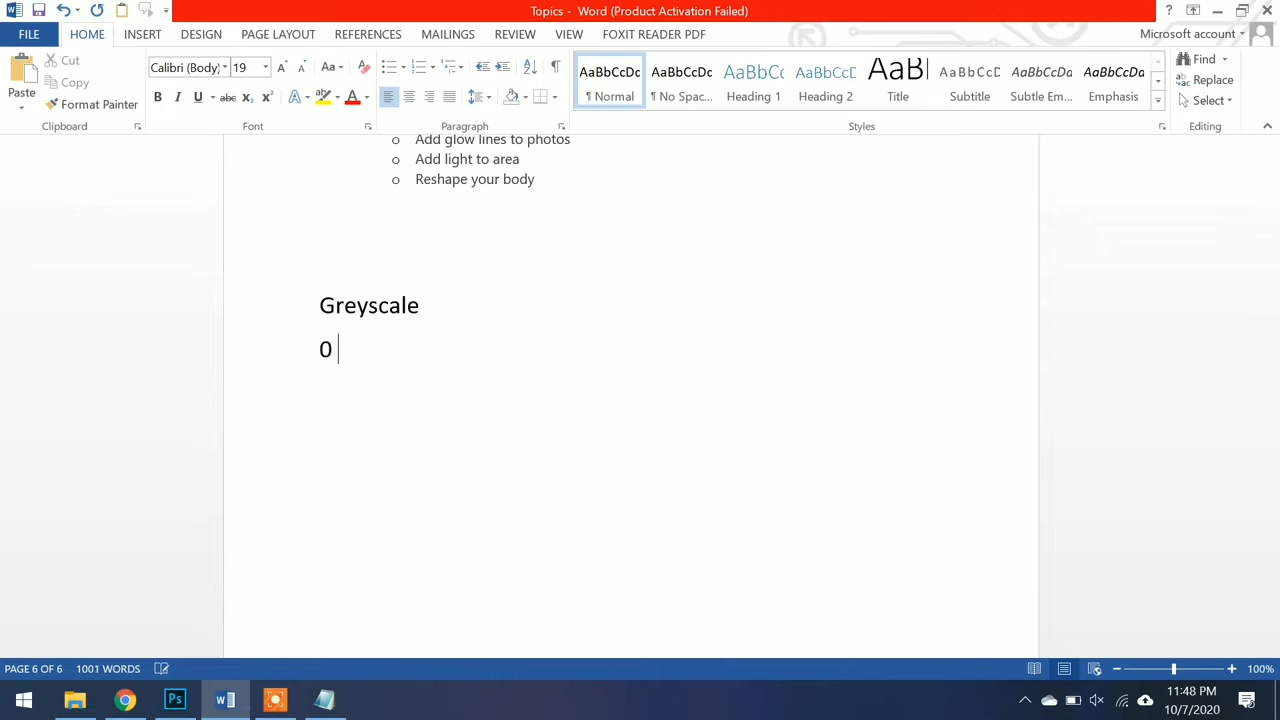 Topics - Word (Product Activation Failed)
FILE HOME INSERT DESIGN PAGE LAYOUT REFERENCES MAILINGS REVIEW VIEW FOXIT READER PDF Microsoft account
Paste
Cut
Copy
Format Painter
Clipboard
Calibri (Body) 19
Font
Paragraph
AaBbCcDc AaBbCcDc AaBbCc AaBbCcD AaBl AaBbCcD AaBbCcDa AaBbCcDa
¶ Normal ¶ No Spac... Heading 1 Heading 2 Title Subtitle Subtle Em... Emphasis
Styles
Find
Replace
Select
Editing
o Add glow lines to photos
o Add light to area
o Reshape your body
Greyscale
0
PAGE 6 OF 6 1001 WORDS 100%
Ps
11:48 PM
10/7/2020